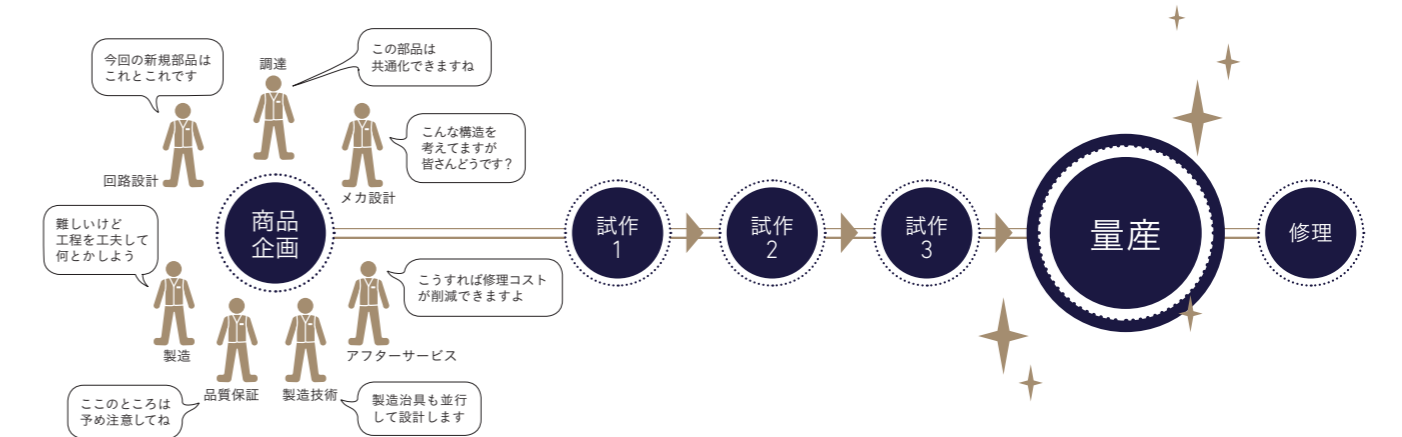 今回の新規部品は
これとこれです
調達
この部品は
共通化できますね
こんな構造を
考えてますが
皆さんどうです？
回路設計
メカ設計
商品
企画
難しいけど
工程を工夫して
何とかしよう
こうすれば修理コスト
が削減できますよ
製造
アフターサービス
品質保証
製造技術
ここのところは
予め注意してね
製造治具も並行
して設計します
試作
1
試作
2
試作
3
量産
修理